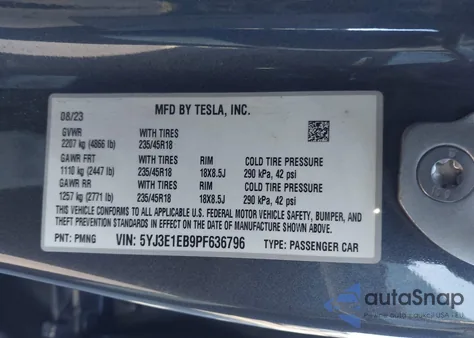 MFD BY TESLA, INC.
08/23
GVWR WITH TIRES
2207 kg (4866 lb) 235/45R18
GAWR FRT WITH TIRES RIM COLD TIRE PRESSURE
1110 kg (2447 lb) 235/45R18 18X8.5J 290 kPa, 42 psi
GAWR RR WITH TIRES RIM COLD TIRE PRESSURE
1257 kg (2771 lb) 235/45R18 18X8.5J 290 kPa, 42 psi
THIS VEHICLE CONFORMS TO ALL APPLICABLE U.S. FEDERAL MOTOR VEHICLE SAFETY, BUMPER,
AND THEFT PREVENTION STANDARDS IN EFFECT ON THE DATE OF MANUFACTURE SHOWN ABOVE.
PNT: PMNG VIN: 5YJ3E1EB9PF636796 TYPE: PASSENGER CAR
autoSnap